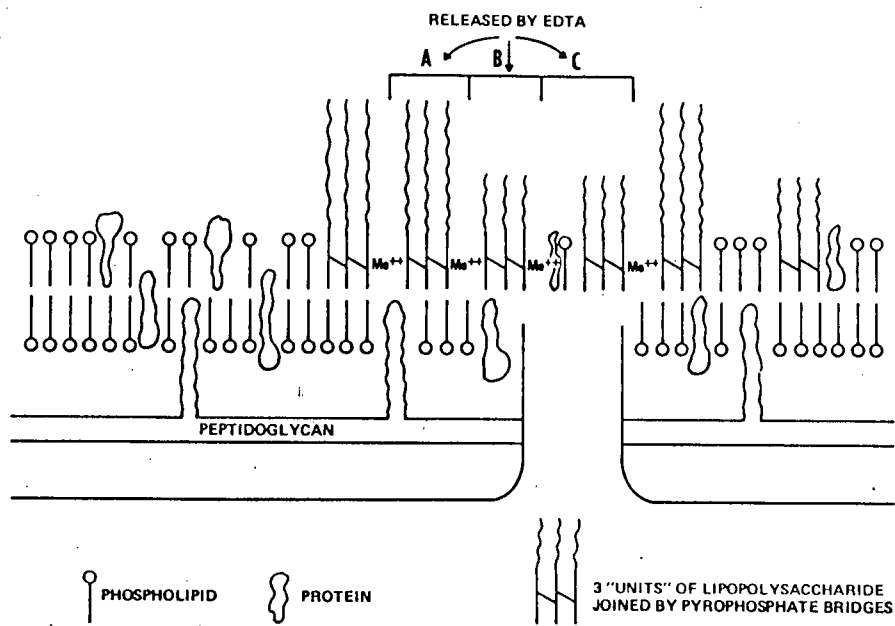 RELEASED BY EDTA
A B C
Me++ Me++ Me++ Me++
PEPTIDOGLYCAN
PHOSPHOLIPID
PROTEIN
3 "UNITS" OF LIPOPOLYSACCHARIDE
JOINED BY PYROPHOSPHATE BRIDGES